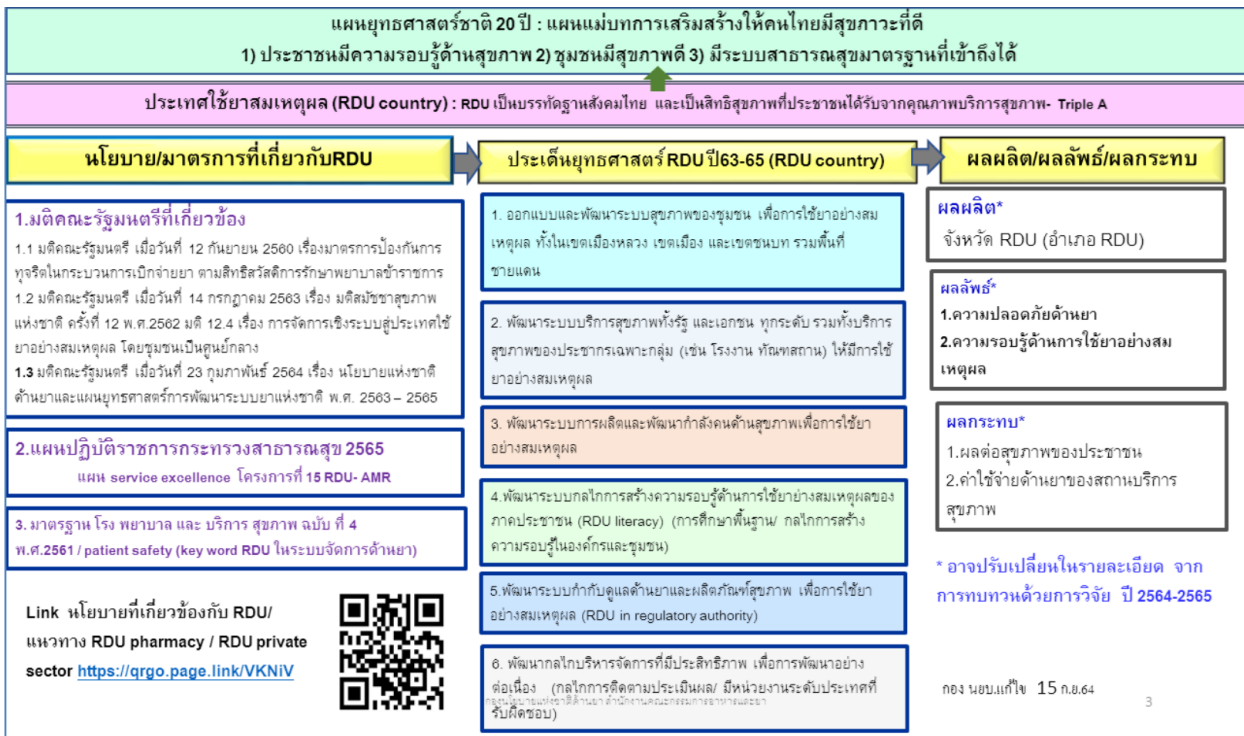 แผนยุทธศาสตร์ชาติ 20 ปี : แผนแม่บทการเสริมสร้างให้คนไทยมีสุขภาวะที่ดี
1) ประชาชนมีความรอบรู้ด้านสุขภาพ 2) ชุมชนมีสุขภาพดี 3) มีระบบสาธารณสุขมาตรฐานที่เข้าถึงได้
ประเทศใช้ยาสมเหตุผล (RDU country) : RDU เป็นบรรทัดฐานสังคมไทย และเป็นสิทธิสุขภาพที่ประชาชนได้รับจากคุณภาพบริการสุขภาพ- Triple A
นโยบาย/มาตรการที่เกี่ยวกับRDU
1.มติคณะรัฐมนตรีที่เกี่ยวข้อง
1.1 มติคณะรัฐมนตรี เมื่อวันที่ 12 กันยายน 2560 เรื่องมาตรการป้องกันการ
ทุจริตในกระบวนการเบิกจ่ายยา ตามสิทธิสวัสดิการรักษาพยาบาลข้าราชการ
1.2 มติคณะรัฐมนตรี เมื่อวันที่ 14 กรกฎาคม 2563 เรื่อง มติสมัชชาสุขภาพ
แห่งชาติ ครั้งที่ 12 พ.ศ.2562 มติ 12.4 เรื่อง การจัดการเชิงระบบสู่ประเทศใช้
ยาอย่างสมเหตุผล โดยชุมชนเป็นศูนย์กลาง
1.3 มติคณะรัฐมนตรี เมื่อวันที่ 23 กุมภาพันธ์ 2564 เรื่อง นโยบายแห่งชาติ
ด้านยาและแผนยุทธศาสตร์การพัฒนาระบบยาแห่งชาติ พ.ศ. 2563 – 2565
2.แผนปฏิบัติราชการกระทรวงสาธารณสุข 2565
แผน service excellence โครงการที่ 15 RDU- AMR
3. มาตรฐาน โรง พยาบาล และ บริการ สุขภาพ ฉบับ ที่ 4
พ.ศ.2561 / patient safety (key word RDU ในระบบจัดการด้านยา)
Link นโยบายที่เกี่ยวข้องกับ RDU/
แนวทาง RDU pharmacy / RDU private
sector https://qrgo.page.link/VKNiV
ประเด็นยุทธศาสตร์ RDU ปี63-65 (RDU country)
1. ออกแบบและพัฒนาระบบสุขภาพของชุมชน เพื่อการใช้ยาอย่างสม
เหตุผล ทั้งในเขตเมืองหลวง เขตเมือง และเขตชนบท รวมพื้นที่
ชายแดน
2. พัฒนาระบบบริการสุขภาพทั้งรัฐ และเอกชน ทุกระดับ รวมทั้งบริการ
สุขภาพของประชากรเฉพาะกลุ่ม (เช่น โรงงาน ทัณฑสถาน) ให้มีการใช้
ยาอย่างสมเหตุผล
3. พัฒนาระบบการผลิตและพัฒนากำลังคนด้านสุขภาพเพื่อการใช้ยา
อย่างสมเหตุผล
4.พัฒนาระบบกลไกการสร้างความรอบรู้ด้านการใช้ยาย่างสมเหตุผลของ
ภาคประชาชน (RDU literacy) (การศึกษาพื้นฐาน/ กลไกการสร้าง
ความรอบรู้ในองค์กรและชุมชน)
5.พัฒนาระบบกำกับดูแลด้านยาและผลิตภัณฑ์สุขภาพ เพื่อการใช้ยา
อย่างสมเหตุผล (RDU in regulatory authority)
6. พัฒนากลไกบริหารจัดการที่มีประสิทธิภาพ เพื่อการพัฒนาอย่าง
ต่อเนื่อง (กลไกการติดตามประเมินผล/ มีหน่วยงานระดับประเทศที่
กองนโยบายแห่งชาติด้านยา สำนักงานคณะกรรมการอาหารและยา
รับผิดชอบ)
ผลผลิต/ผลลัพธ์/ผลกระทบ
ผลผลิต*
จังหวัด RDU (อำเภอ RDU)
ผลลัพธ์*
1.ความปลอดภัยด้านยา
2.ความรอบรู้ด้านการใช้ยาอย่างสม
เหตุผล
ผลกระทบ*
1.ผลต่อสุขภาพของประชาชน
2.ค่าใช้จ่ายด้านยาของสถานบริการ
สุขภาพ
* อาจปรับเปลี่ยนในรายละเอียด จาก
การทบทวนด้วยการวิจัย ปี 2564-2565
กอง นยบ.แก้ไข 15 ก.ย.64
3